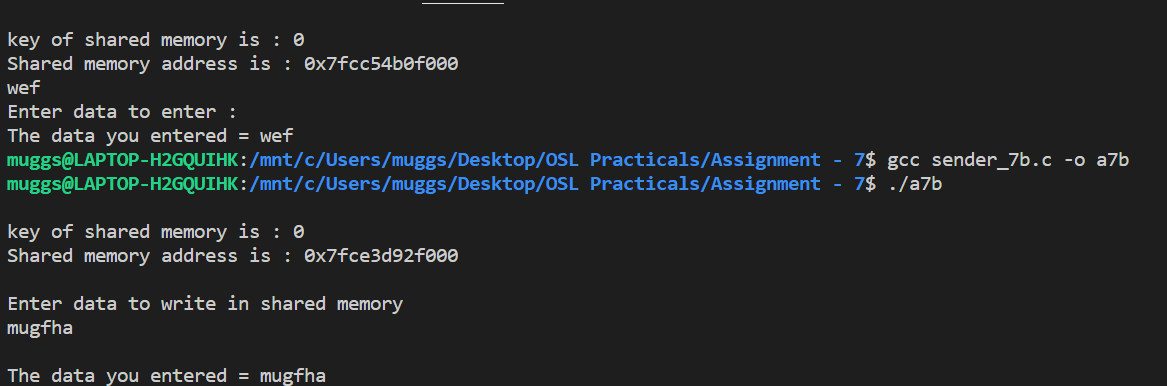 key of shared memory is : 0
Shared memory address is : 0x7fcc54b0f000
wef
Enter data to enter :
The data you entered = wef
muggs@LAPTOP-H2GQUIHK:/mnt/c/Users/muggs/Desktop/OSL Practicals/Assignment - 7$ gcc sender_7b.c -o a7b
muggs@LAPTOP-H2GQUIHK:/mnt/c/Users/muggs/Desktop/OSL Practicals/Assignment - 7$ ./a7b
key of shared memory is : 0
Shared memory address is : 0x7fce3d92f000
Enter data to write in shared memory
mugfha
The data you entered = mugfha